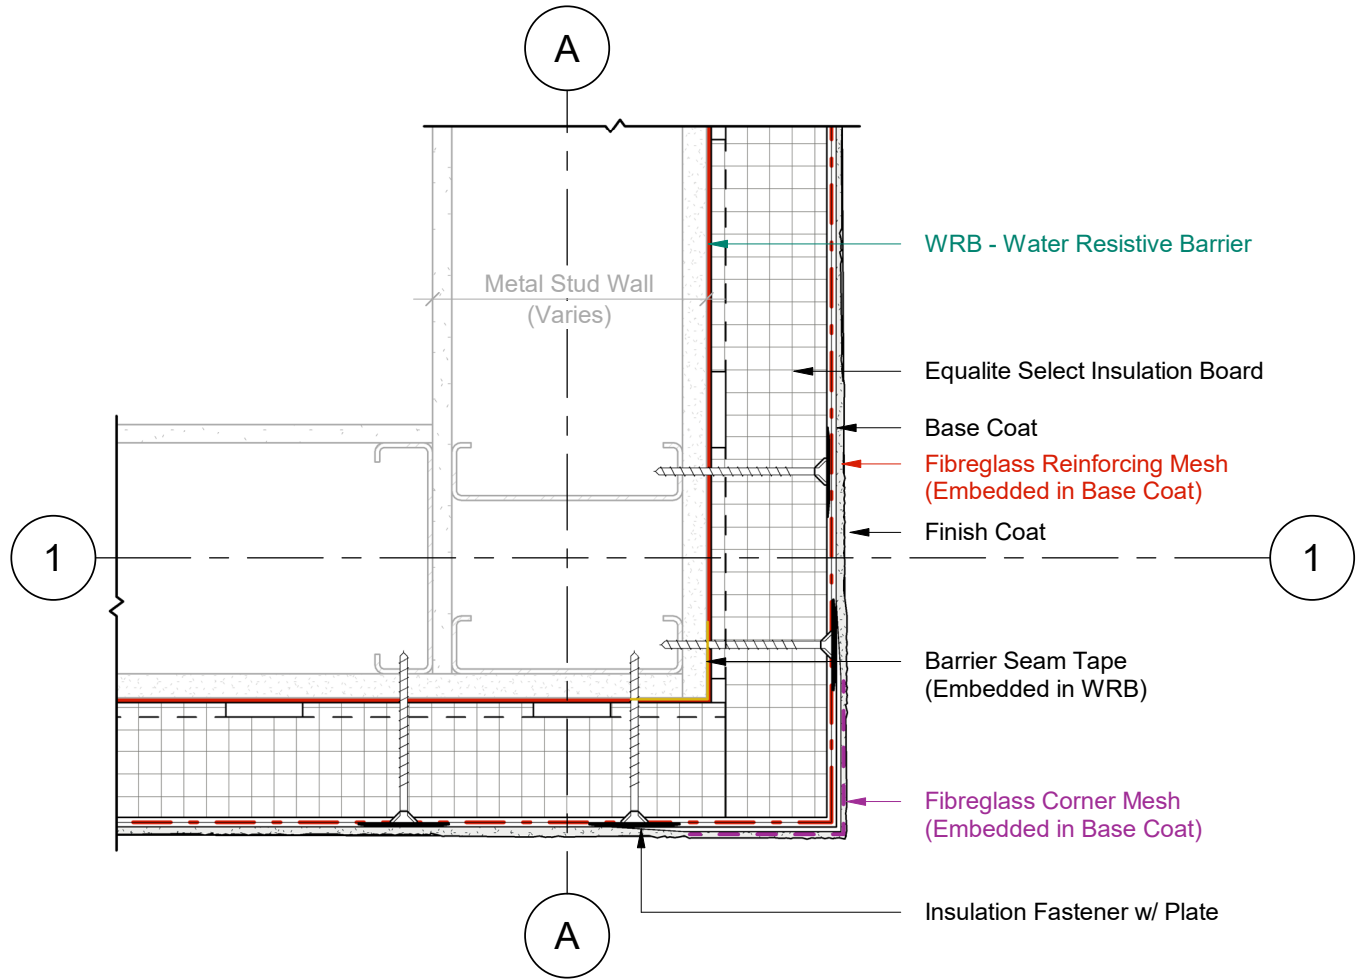 A
WRB - Water Resistive Barrier
Metal Stud Wall
(Varies)
Equalite Select Insulation Board
Base Coat
Fibreglass Reinforcing Mesh
(Embedded in Base Coat)
Finish Coat
1
1
Barrier Seam Tape
(Embedded in WRB)
Fibreglass Corner Mesh
(Embedded in Base Coat)
Insulation Fastener w/ Plate
A